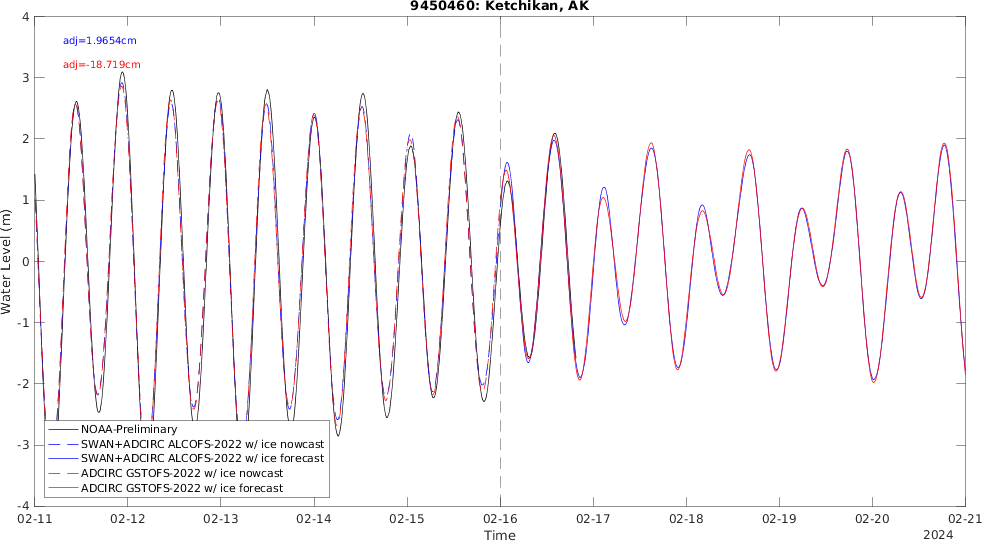 9450460: Ketchikan, AK
adj=1.9654cm
adj=-18.719cm
Water Level (m)
4
3
2
1
0
-1
-2
-3
-4
NOAA-Preliminary
SWAN+ADCIRC ALCOFS-2022 w/ ice nowcast
SWAN+ADCIRC ALCOFS-2022 w/ ice forecast
ADCIRC GSTOFS-2022 w/ ice nowcast
ADCIRC GSTOFS-2022 w/ ice forecast
02-11 02-12 02-13 02-14 02-15 02-16 02-17 02-18 02-19 02-20 02-21
Time
2024